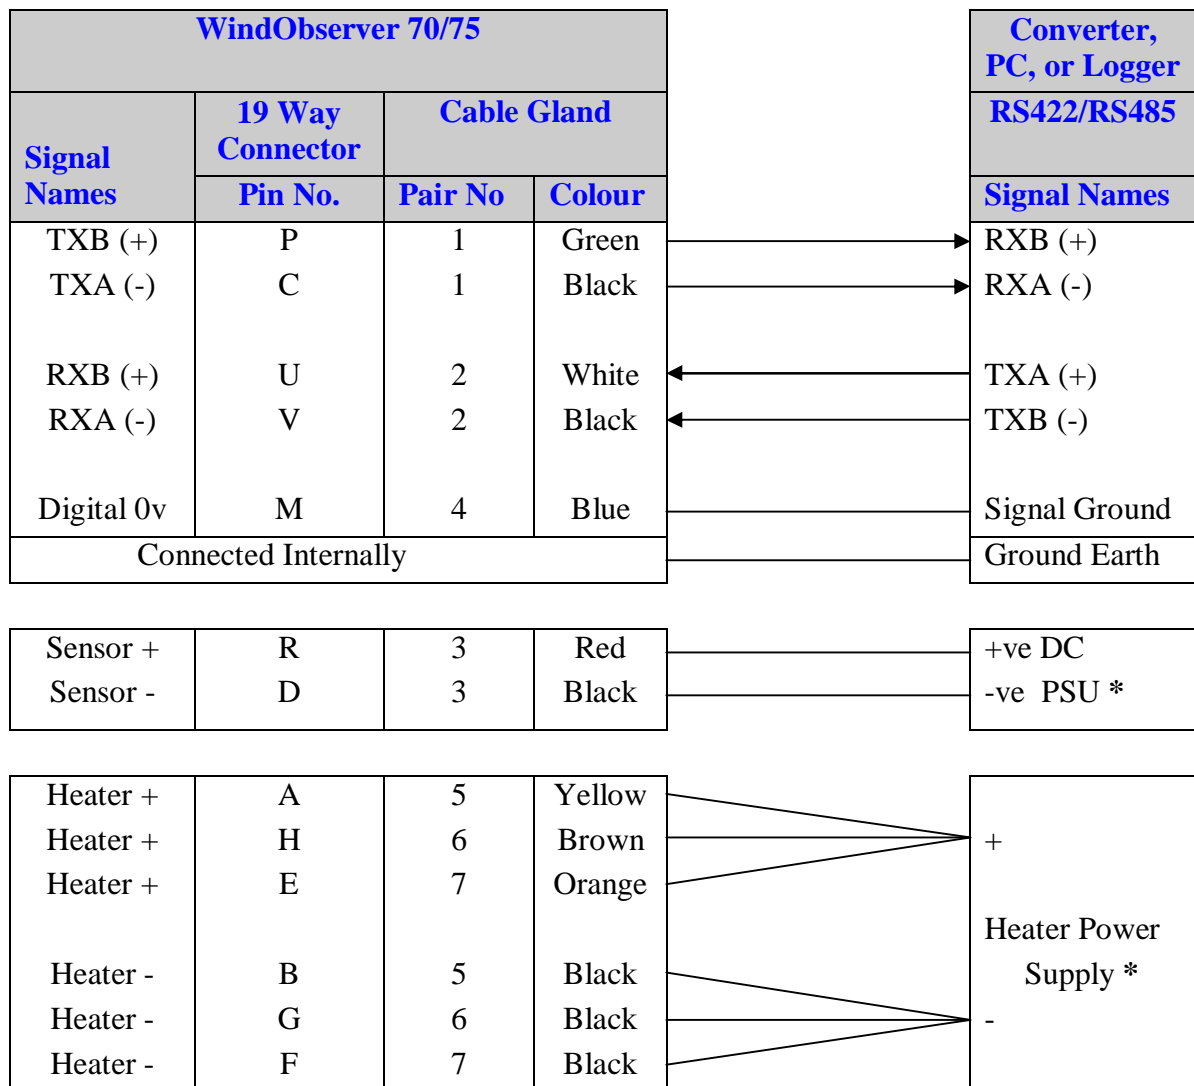 WindObserver 70/75
Converter,
PC, or Logger
Signal
Names
19 Way
Connector
Cable Gland
RS422/RS485
Pin No.
Pair No
Colour
Signal Names
TXB (+) P 1 Green RXB (+)
TXA (-) C 1 Black RXA (-)
RXB (+) U 2 White TXA (+)
RXA (-) V 2 Black TXB (-)
Digital 0v M 4 Blue Signal Ground
Connected Internally Ground Earth
Sensor + R 3 Red +ve DC
Sensor - D 3 Black -ve PSU *
Heater + A 5 Yellow
Heater + H 6 Brown +
Heater + E 7 Orange
Heater Power
Heater - B 5 Black Supply *
Heater - G 6 Black -
Heater - F 7 Black